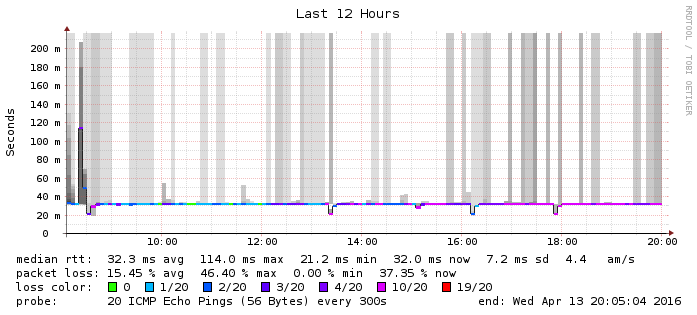 Last 12 Hours
RRDTOOL / TOBI OETIKER
Seconds
200 m
180 m
160 m
140 m
120 m
100 m
80 m
60 m
40 m
20 m
0
10:00 12:00 14:00 16:00 18:00 20:00
median rtt: 32.3 ms avg 114.0 ms max 21.2 ms min 32.0 ms now 7.2 ms sd 4.4 am/s
packet loss: 15.45 % avg 46.40 % max 0.00 % min 37.35 % now
loss color: 0 1/20 2/20 3/20 4/20 10/20 19/20
probe: 20 ICMP Echo Pings (56 Bytes) every 300s end: Wed Apr 13 20:05:04 2016